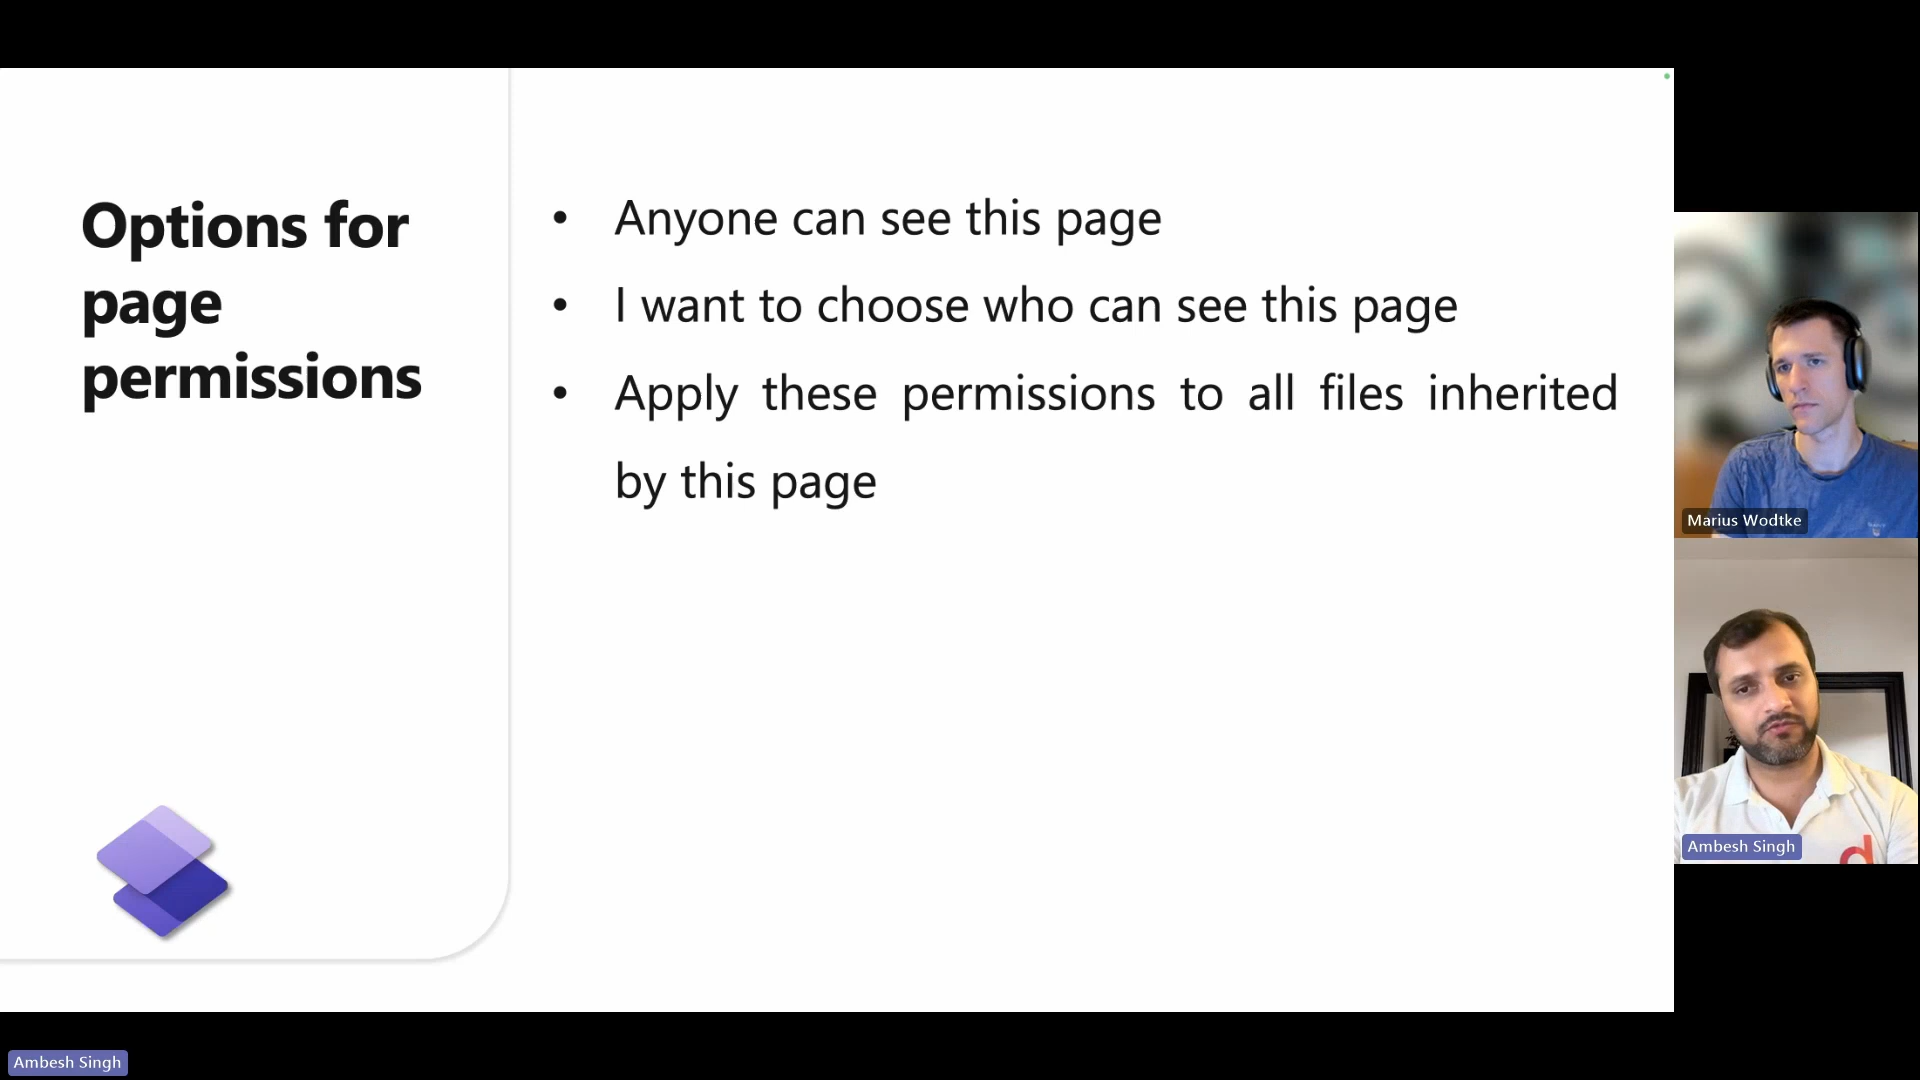 Options for
page
permissions
• Anyone can see this page
• I want to choose who can see this page
• Apply these permissions to all files inherited
by this page
Marius Wodtke
Ambesh Singh
Ambesh Singh